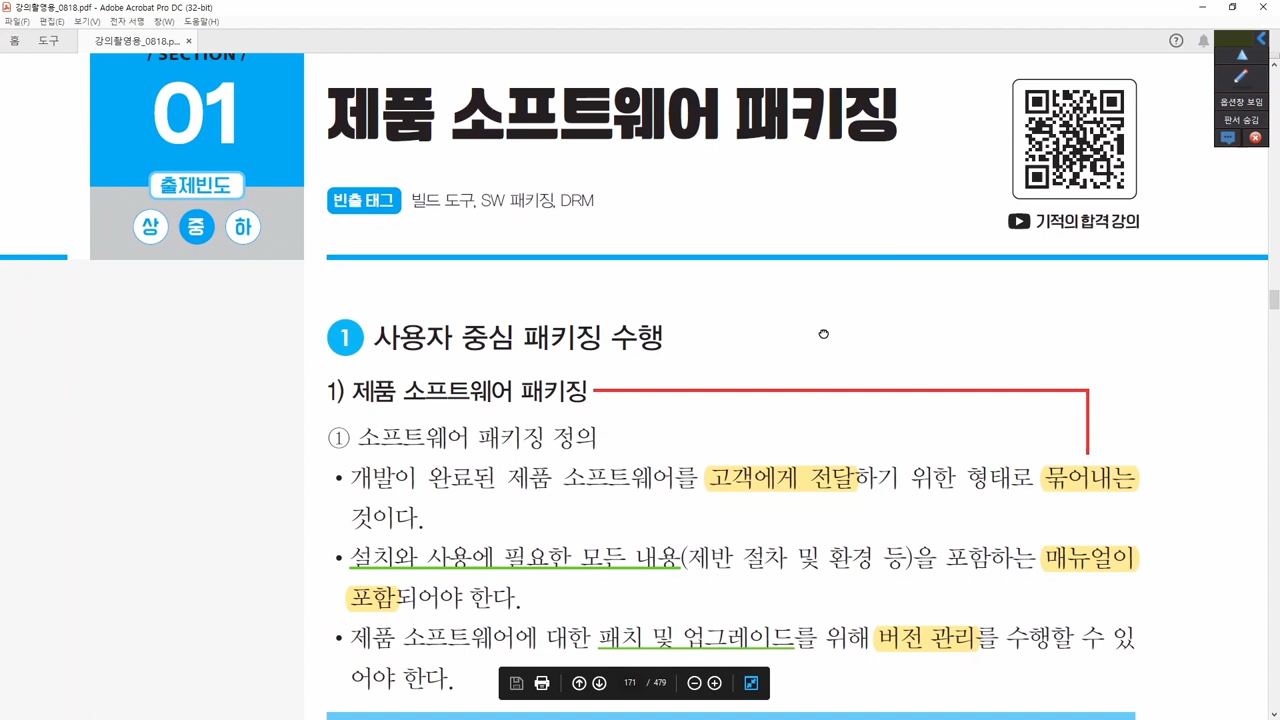 강의촬영용_0818.pdf - Adobe Acrobat Pro DC (32-bit)
파일(F) 편집(E) 보기(V) 전자 서명 창(W) 도움말(H)
홈 도구 강의촬영용_0818.p... ×
/ SECTION /
01
출제빈도
상 중 하
제품 소프트웨어 패키징
빈출 태그 빌드 도구, SW 패키징, DRM
기적의 합격 강의
옵션창 보임
판서 숨김
1 사용자 중심 패키징 수행
1) 제품 소프트웨어 패키징
① 소프트웨어 패키징 정의
• 개발이 완료된 제품 소프트웨어를 고객에게 전달하기 위한 형태로 묶어내는
것이다.
• 설치와 사용에 필요한 모든 내용(제반 절차 및 환경 등)을 포함하는 매뉴얼이
포함되어야 한다.
• 제품 소프트웨어에 대한 패치 및 업그레이드를 위해 버전 관리를 수행할 수 있
어야 한다.
171 / 479